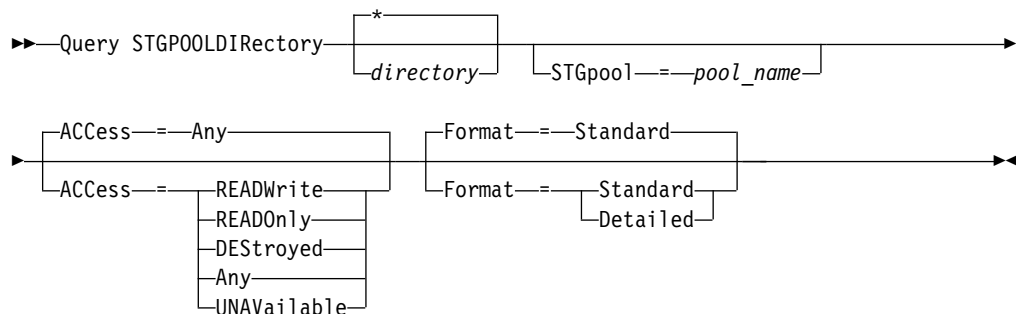 *
Query STGPOOLDIRectory directory STGpool = pool_name
ACCess = Any Format = Standard
ACCess = READWrite Format = Standard
READOnly Detailed
DEStroyed
Any
UNAVailable